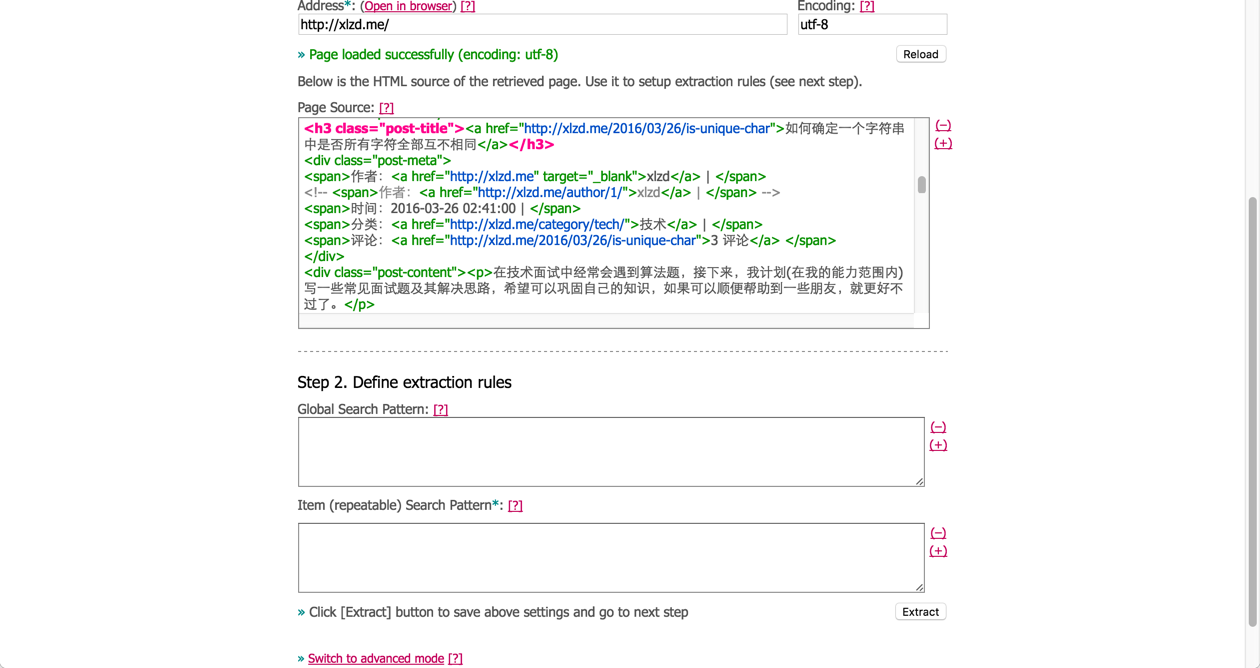 Address*: (Open in browser) [?] Encoding: [?]
http://xlzd.me/ utf-8
» Page loaded successfully (encoding: utf-8) Reload
Below is the HTML source of the retrieved page. Use it to setup extraction rules (see next step).
Page Source: [?]
<h3 class="post-title"><a href="http://xlzd.me/2016/03/26/is-unique-char">如何确定一个字符串 (–)
中是否所有字符全部互不相同</a></h3> (+)
<div class="post-meta">
<span>作者：<a href="http://xlzd.me" target="_blank">xlzd</a> | </span>
<!-- <span>作者：<a href="http://xlzd.me/author/1/">xlzd</a> | </span> -->
<span>时间：2016-03-26 02:41:00 | </span>
<span>分类：<a href="http://xlzd.me/category/tech/">技术</a> | </span>
<span>评论：<a href="http://xlzd.me/2016/03/26/is-unique-char">3 评论</a> </span>
</div>
<div class="post-content"><p>在技术面试中经常会遇到算法题，接下来，我计划(在我的能力范围内)
写一些常见面试题及其解决思路，希望可以巩固自己的知识，如果可以顺便帮助到一些朋友，就更好不
过了。</p>
Step 2. Define extraction rules
Global Search Pattern: [?]
(–)
(+)
Item (repeatable) Search Pattern*: [?]
(–)
(+)
» Click [Extract] button to save above settings and go to next step Extract
» Switch to advanced mode [?]